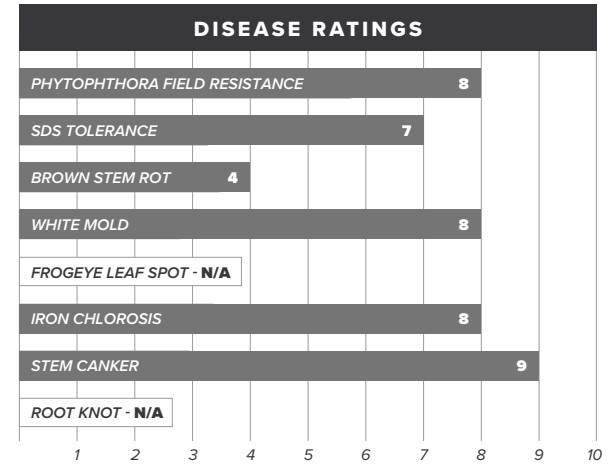 DISEASE RATINGS
PHYTOPHTHORA FIELD RESISTANCE 8
SDS TOLERANCE 7
BROWN STEM ROT 4
WHITE MOLD 8
FROGEYE LEAF SPOT - N/A
IRON CHLOROSIS 8
STEM CANKER 9
ROOT KNOT - N/A
1 2 3 4 5 6 7 8 9 10